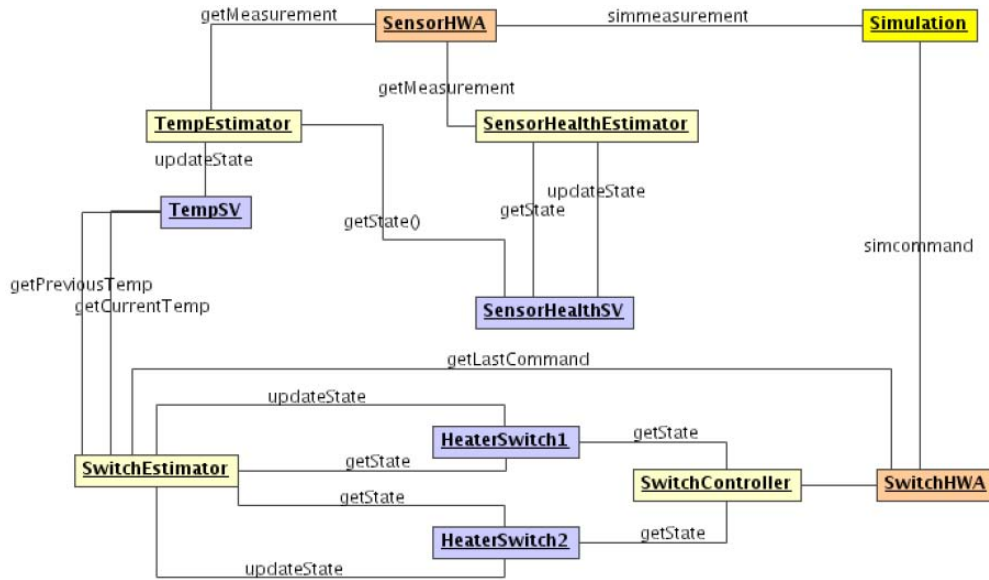 getMeasurement
simmeasurement
SensorHWA
Simulation
getMeasurement
TempEstimator
SensorHealthEstimator
updateState
updateState
TempSV
getState
getState()
simcommand
getPreviousTemp
getCurrentTemp
SensorHealthSV
getLastCommand
updateState
HeaterSwitch1
getState
getState
SwitchEstimator
SwitchController
SwitchHWA
getState
getState
HeaterSwitch2
updateState